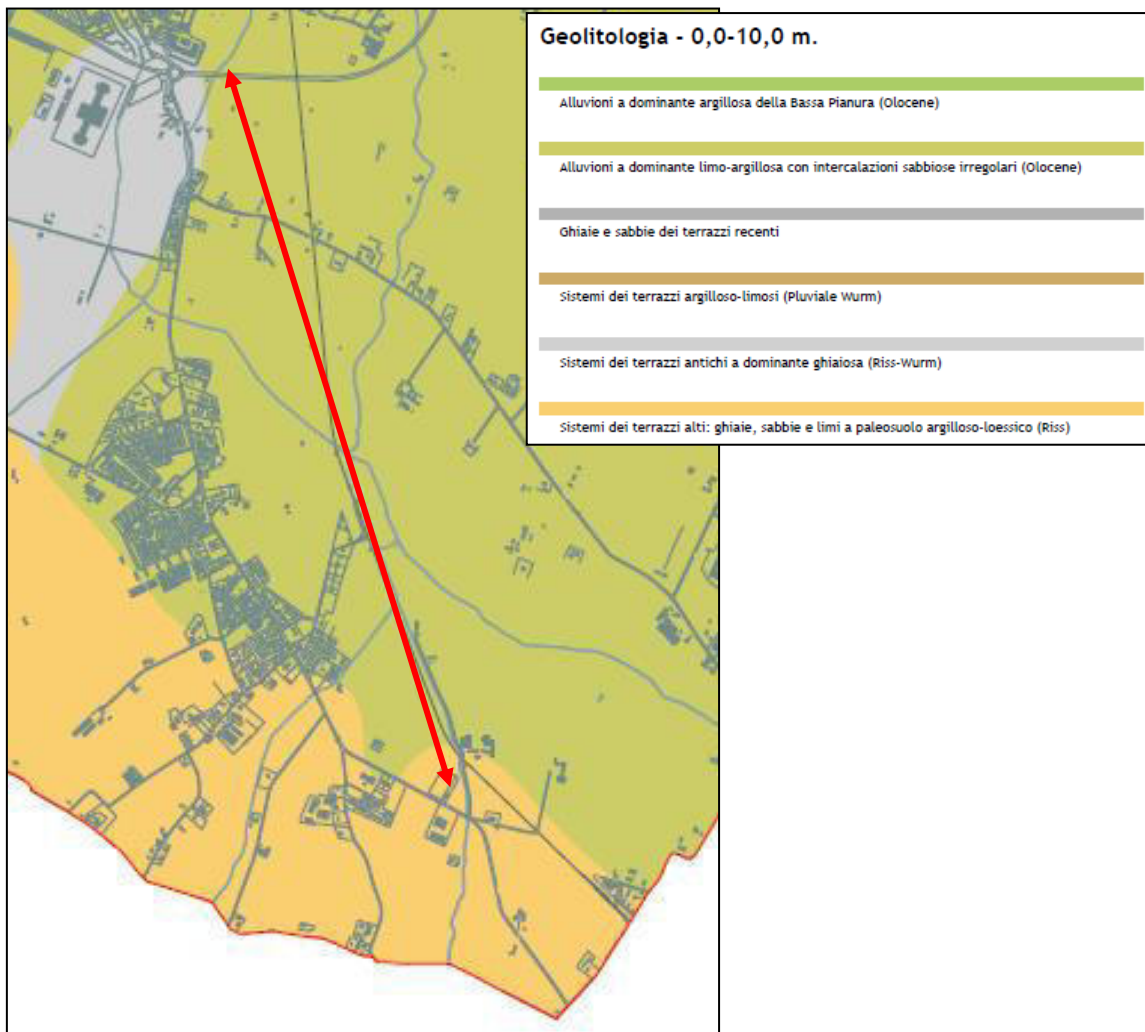 Geolitologia - 0,0-10,0 m.
Alluvioni a dominante argillosa della Bassa Pianura (Olocene)
Alluvioni a dominante limo-argillosa con intercalazioni sabbiose irregolari (Olocene)
Ghiaie e sabbie dei terrazzi recenti
Sistemi dei terrazzi argilloso-limosi (Pluviale Wurm)
Sistemi dei terrazzi antichi a dominante ghiaiosa (Riss-Wurm)
Sistemi dei terrazzi alti: ghiaie, sabbie e limi a paleosuolo argilloso-loessico (Riss)